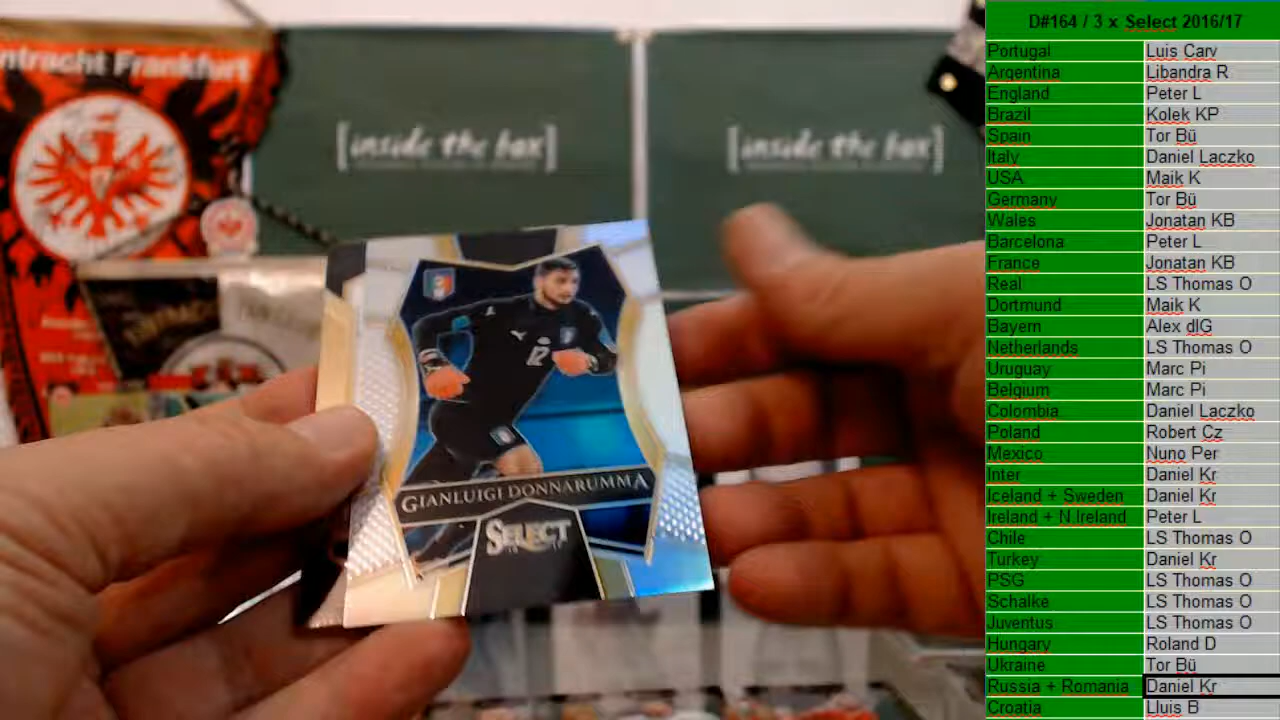 ntracht Frankfurt
[inside the box]
[inside the box]
12
GIANLUIGI DONNARUMMA
SELECT
D#164 / 3 x Select 2016/17
Portugal Luis Carv
Argentina Libandra R
England Peter L
Brazil Kolek KP
Spain Tor Bü
Italy Daniel Laczko
USA Maik K
Germany Tor Bü
Wales Jonatan KB
Barcelona Peter L
France Jonatan KB
Real LS Thomas O
Dortmund Maik K
Bayern Alex dlG
Netherlands LS Thomas O
Uruguay Marc Pi
Belgium Marc Pi
Colombia Daniel Laczko
Poland Robert Cz
Mexico Nuno Per
Inter Daniel Kr
Iceland + Sweden Daniel Kr
Ireland + N.Ireland Peter L
Chile LS Thomas O
Turkey Daniel Kr
PSG LS Thomas O
Schalke LS Thomas O
Juventus LS Thomas O
Hungary Roland D
Ukraine Tor Bü
Russia + Romania Daniel Kr
Croatia Lluis B